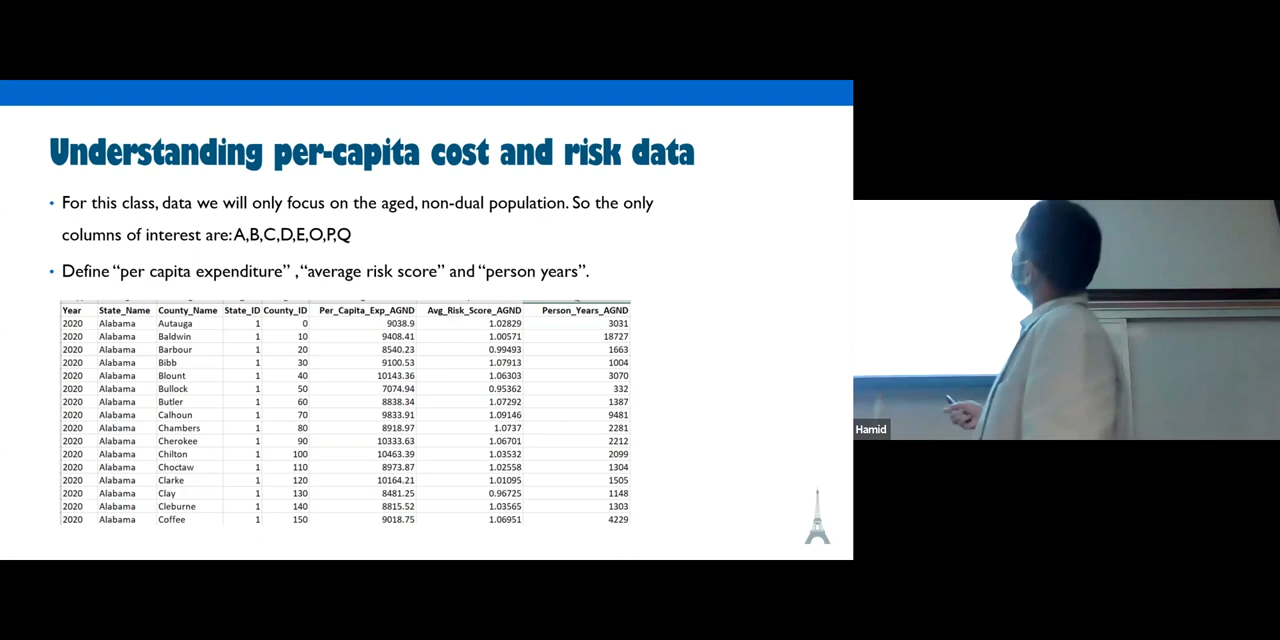 Understanding per-capita cost and risk data
• For this class, data we will only focus on the aged, non-dual population. So the only
columns of interest are:A,B,C,D,E,O,P,Q
• Define “per capita expenditure” ,“average risk score” and “person years”.
Year State_Name County_Name State_ID County_ID Per_Capita_Exp_AGND Avg_Risk_Score_AGND Person_Years_AGND
2020 Alabama Autauga 1 0 9038.9 1.02829 3031
2020 Alabama Baldwin 1 10 9408.41 1.00571 18727
2020 Alabama Barbour 1 20 8540.23 0.99493 1663
2020 Alabama Bibb 1 30 9100.53 1.07913 1004
2020 Alabama Blount 1 40 10143.36 1.06303 3070
2020 Alabama Bullock 1 50 7074.94 0.95362 332
2020 Alabama Butler 1 60 8838.34 1.07292 1387
2020 Alabama Calhoun 1 70 9833.91 1.09146 9481
2020 Alabama Chambers 1 80 8918.97 1.0737 2281
2020 Alabama Cherokee 1 90 10333.63 1.06701 2212
2020 Alabama Chilton 1 100 10463.39 1.03532 2099
2020 Alabama Choctaw 1 110 8973.87 1.02558 1304
2020 Alabama Clarke 1 120 10164.21 1.01095 1505
2020 Alabama Clay 1 130 8481.25 0.96725 1148
2020 Alabama Cleburne 1 140 8815.52 1.03565 1303
2020 Alabama Coffee 1 150 9018.75 1.06951 4229
Hamid